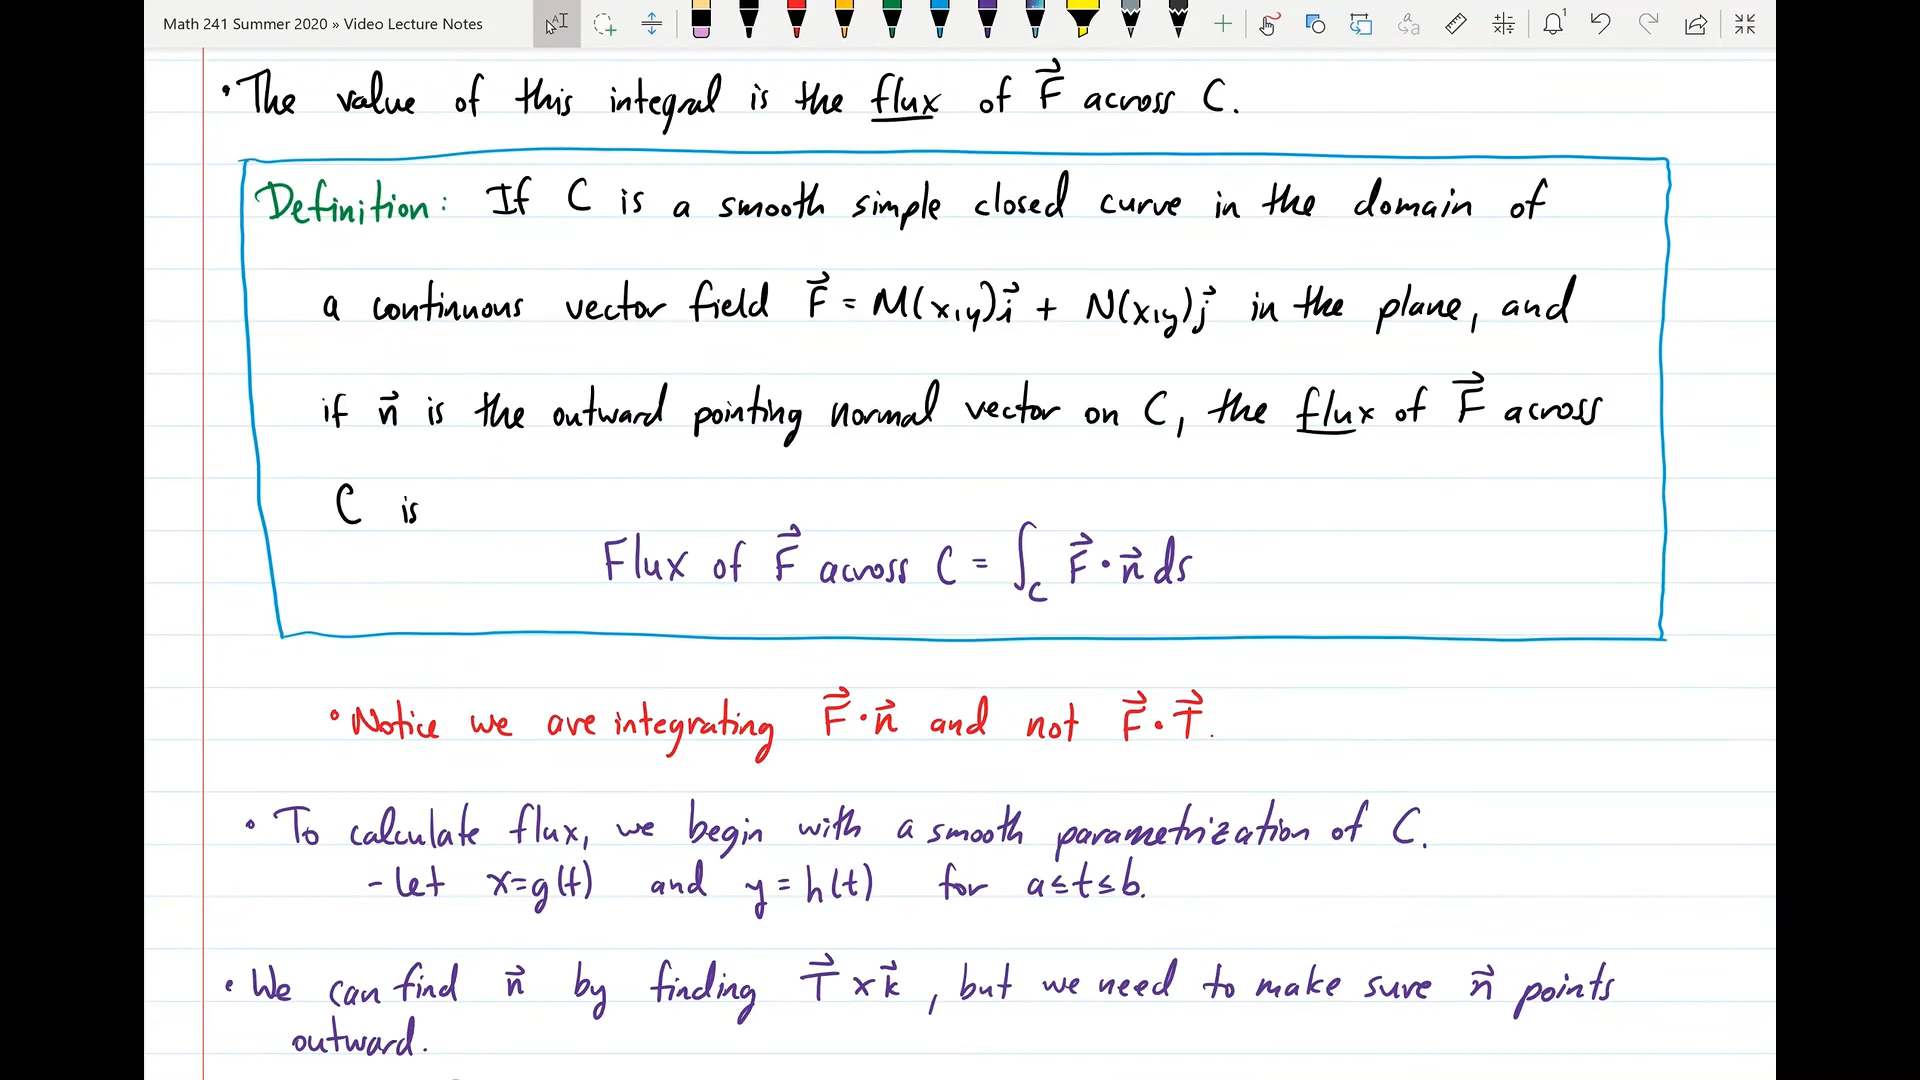 Math 241 Summer 2020 » Video Lecture Notes
• The value of this integral is the flux of F⃗ across C.
Definition: If C is a smooth simple closed curve in the domain of
a continuous vector field F⃗ = M(x,y)i⃗ + N(x,y)j⃗ in the plane, and
if n⃗ is the outward pointing normal vector on C, the flux of F⃗ across
C is
Flux of F⃗ across C = ∫_C F⃗ · n⃗ ds
• Notice we are integrating F⃗ · n⃗ and not F⃗ · T⃗.
• To calculate flux, we begin with a smooth parametrization of C.
- let x=g(t) and y=h(t) for a≤t≤b.
• We can find n⃗ by finding T⃗ × k⃗, but we need to make sure n⃗ points
outward.